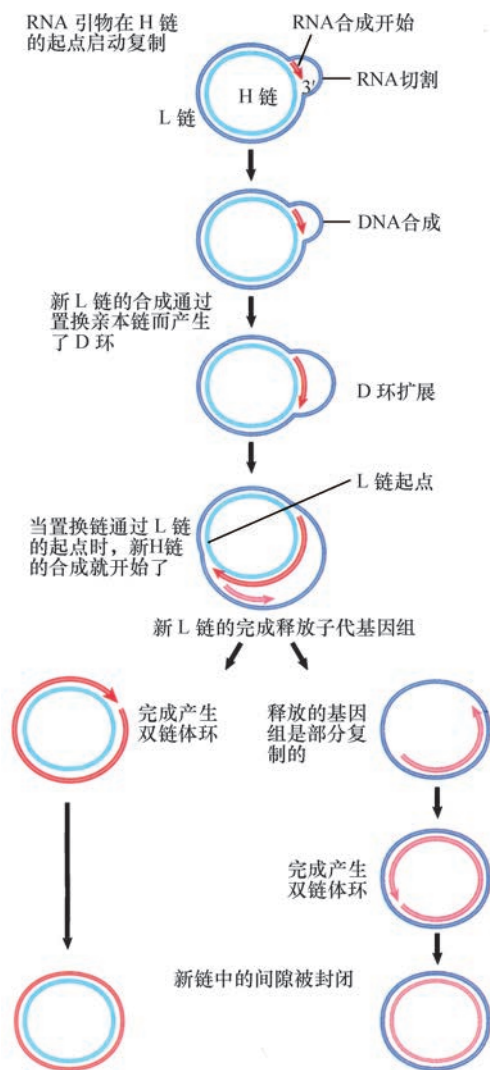 RNA 引物在 H 链
的起点启动复制
RNA合成开始
3′
RNA切割
H 链
L 链
DNA合成
新 L 链的合成通过
置换亲本链而产生
了 D 环
D 环扩展
L 链起点
当置换链通过 L 链
的起点时，新H链
的合成就开始了
新 L 链的完成释放子代基因组
完成产生
双链体环
释放的基因
组是部分复
制的
完成产生
双链体环
新链中的间隙被封闭